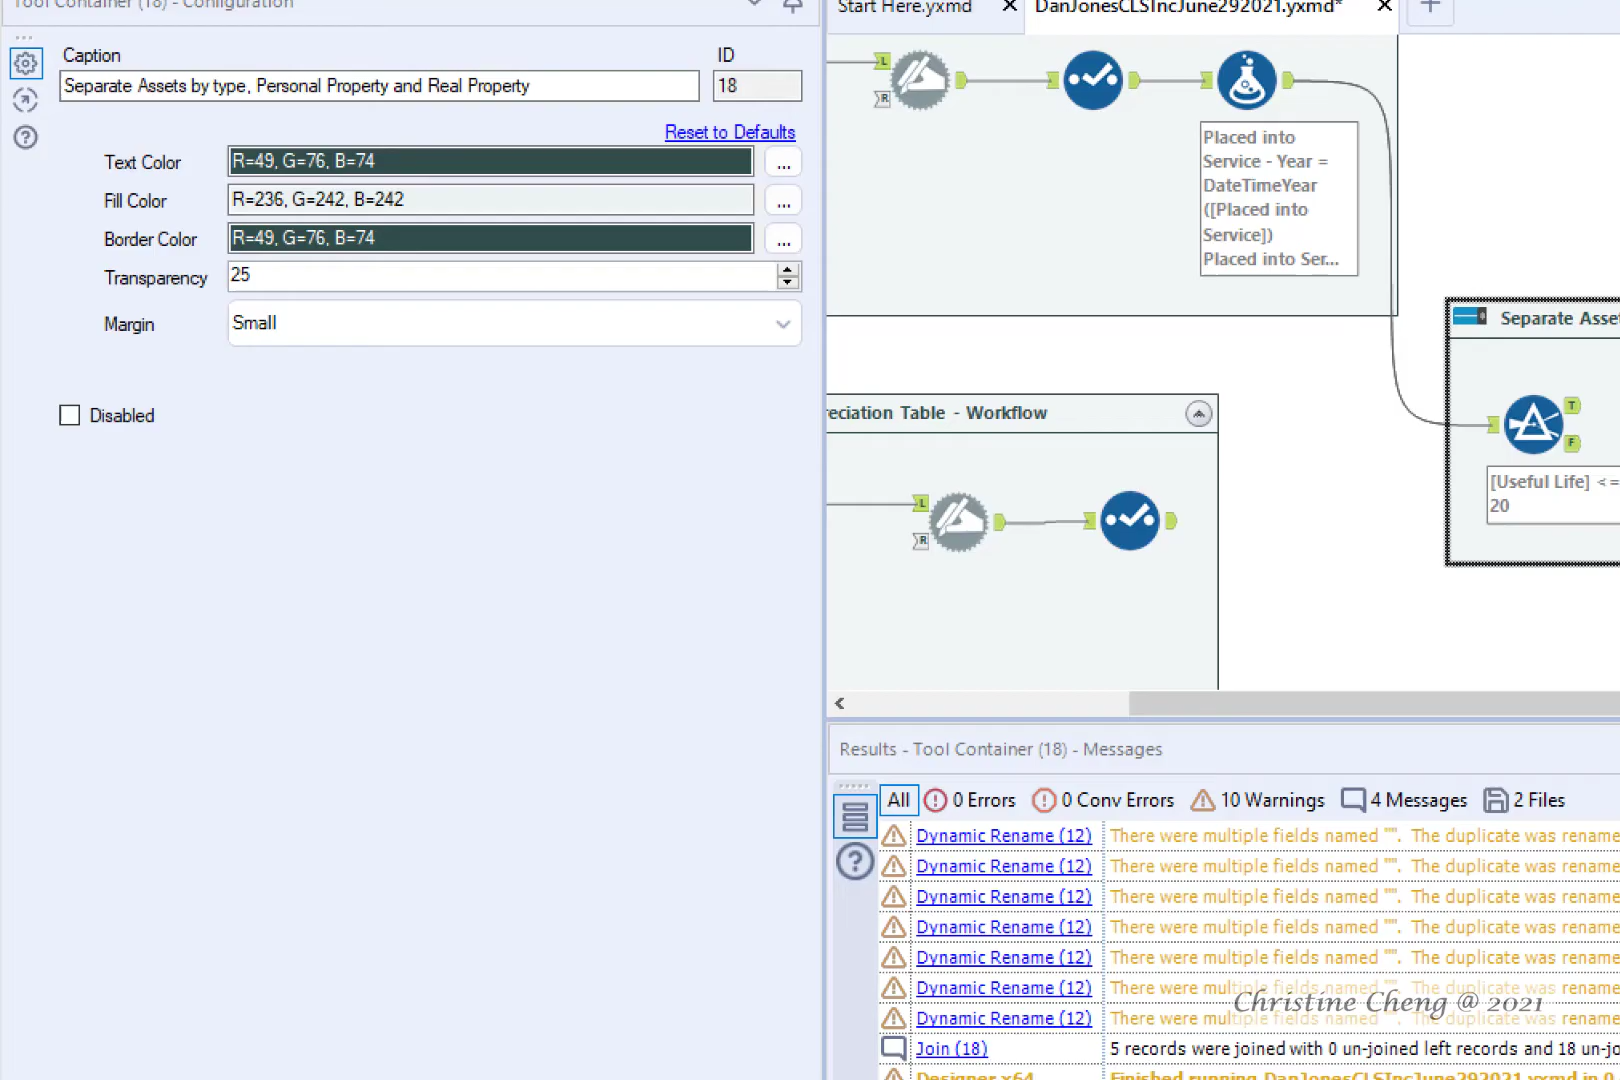 Tool Container (18) - Configuration
Caption
ID
Separate Assets by type, Personal Property and Real Property
18
Reset to Defaults
Text Color
R=49, G=76, B=74
...
Fill Color
R=236, G=242, B=242
...
Border Color
R=49, G=76, B=74
...
Transparency
25
Margin
Small
Disabled
Start Here.yxmd
DanJonesCLSIncJune292021.yxmd*
L
R
Placed into
Service - Year =
DateTimeYear
([Placed into
Service])
Placed into Ser...
Separate Asse
T
F
[Useful Life] <=
20
reciation Table - Workflow
L
R
Results - Tool Container (18) - Messages
All
0 Errors
0 Conv Errors
10 Warnings
4 Messages
2 Files
Dynamic Rename (12) There were multiple fields named "". The duplicate was rename
Dynamic Rename (12) There were multiple fields named "". The duplicate was rename
Dynamic Rename (12) There were multiple fields named "". The duplicate was rename
Dynamic Rename (12) There were multiple fields named "". The duplicate was rename
Dynamic Rename (12) There were multiple fields named "". The duplicate was rename
Dynamic Rename (12) There were multiple fields named "". The duplicate was rename
Christine Cheng @ 2021
Dynamic Rename (12) There were multiple fields named "". The duplicate was rename
Join (18) 5 records were joined with 0 un-joined left records and 18 un-jo
Designer x64 Finished running DanJonesCLSIncJune292021.yxmd in 0